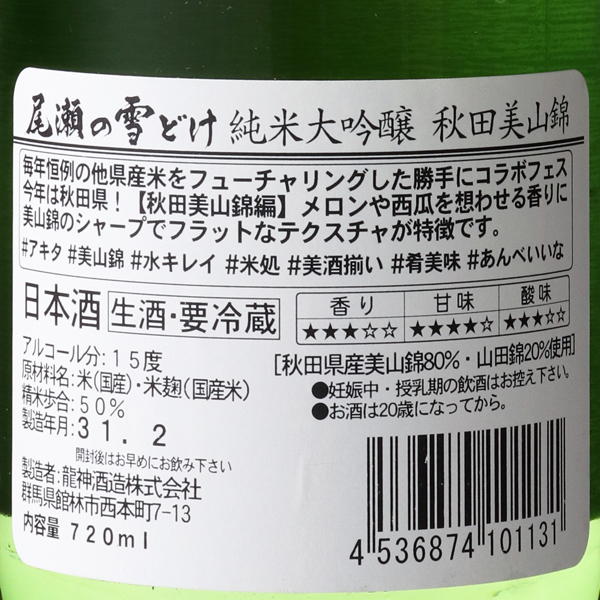 尾瀬の雪どけ 純米大吟醸 秋田美山錦
毎年恒例の他県産米をフューチャリングした勝手にコラボフェス
今年は秋田県！【秋田美山錦編】メロンや西瓜を想わせる香りに
美山錦のシャープでフラットなテクスチャが特徴です。
#アキタ #美山錦 #水キレイ #米処 #美酒揃い #肴美味 #あんべいいな
日本酒 生酒・要冷蔵
香り 甘味 酸味
★★★☆☆ ★★★★☆ ★★★☆☆
アルコール分：15度
[秋田県産美山錦80%・山田錦20%使用]
原材料名：米（国産）・米麹（国産米）
●妊娠中・授乳期の飲酒はお控え下さい。
精米歩合：50%
●お酒は20歳になってから。
製造年月：31. 2
開封後はお早めにお飲み下さい
製造者：龍神酒造株式会社
群馬県館林市西本町7-13
内容量 720ml
4 536874 101131